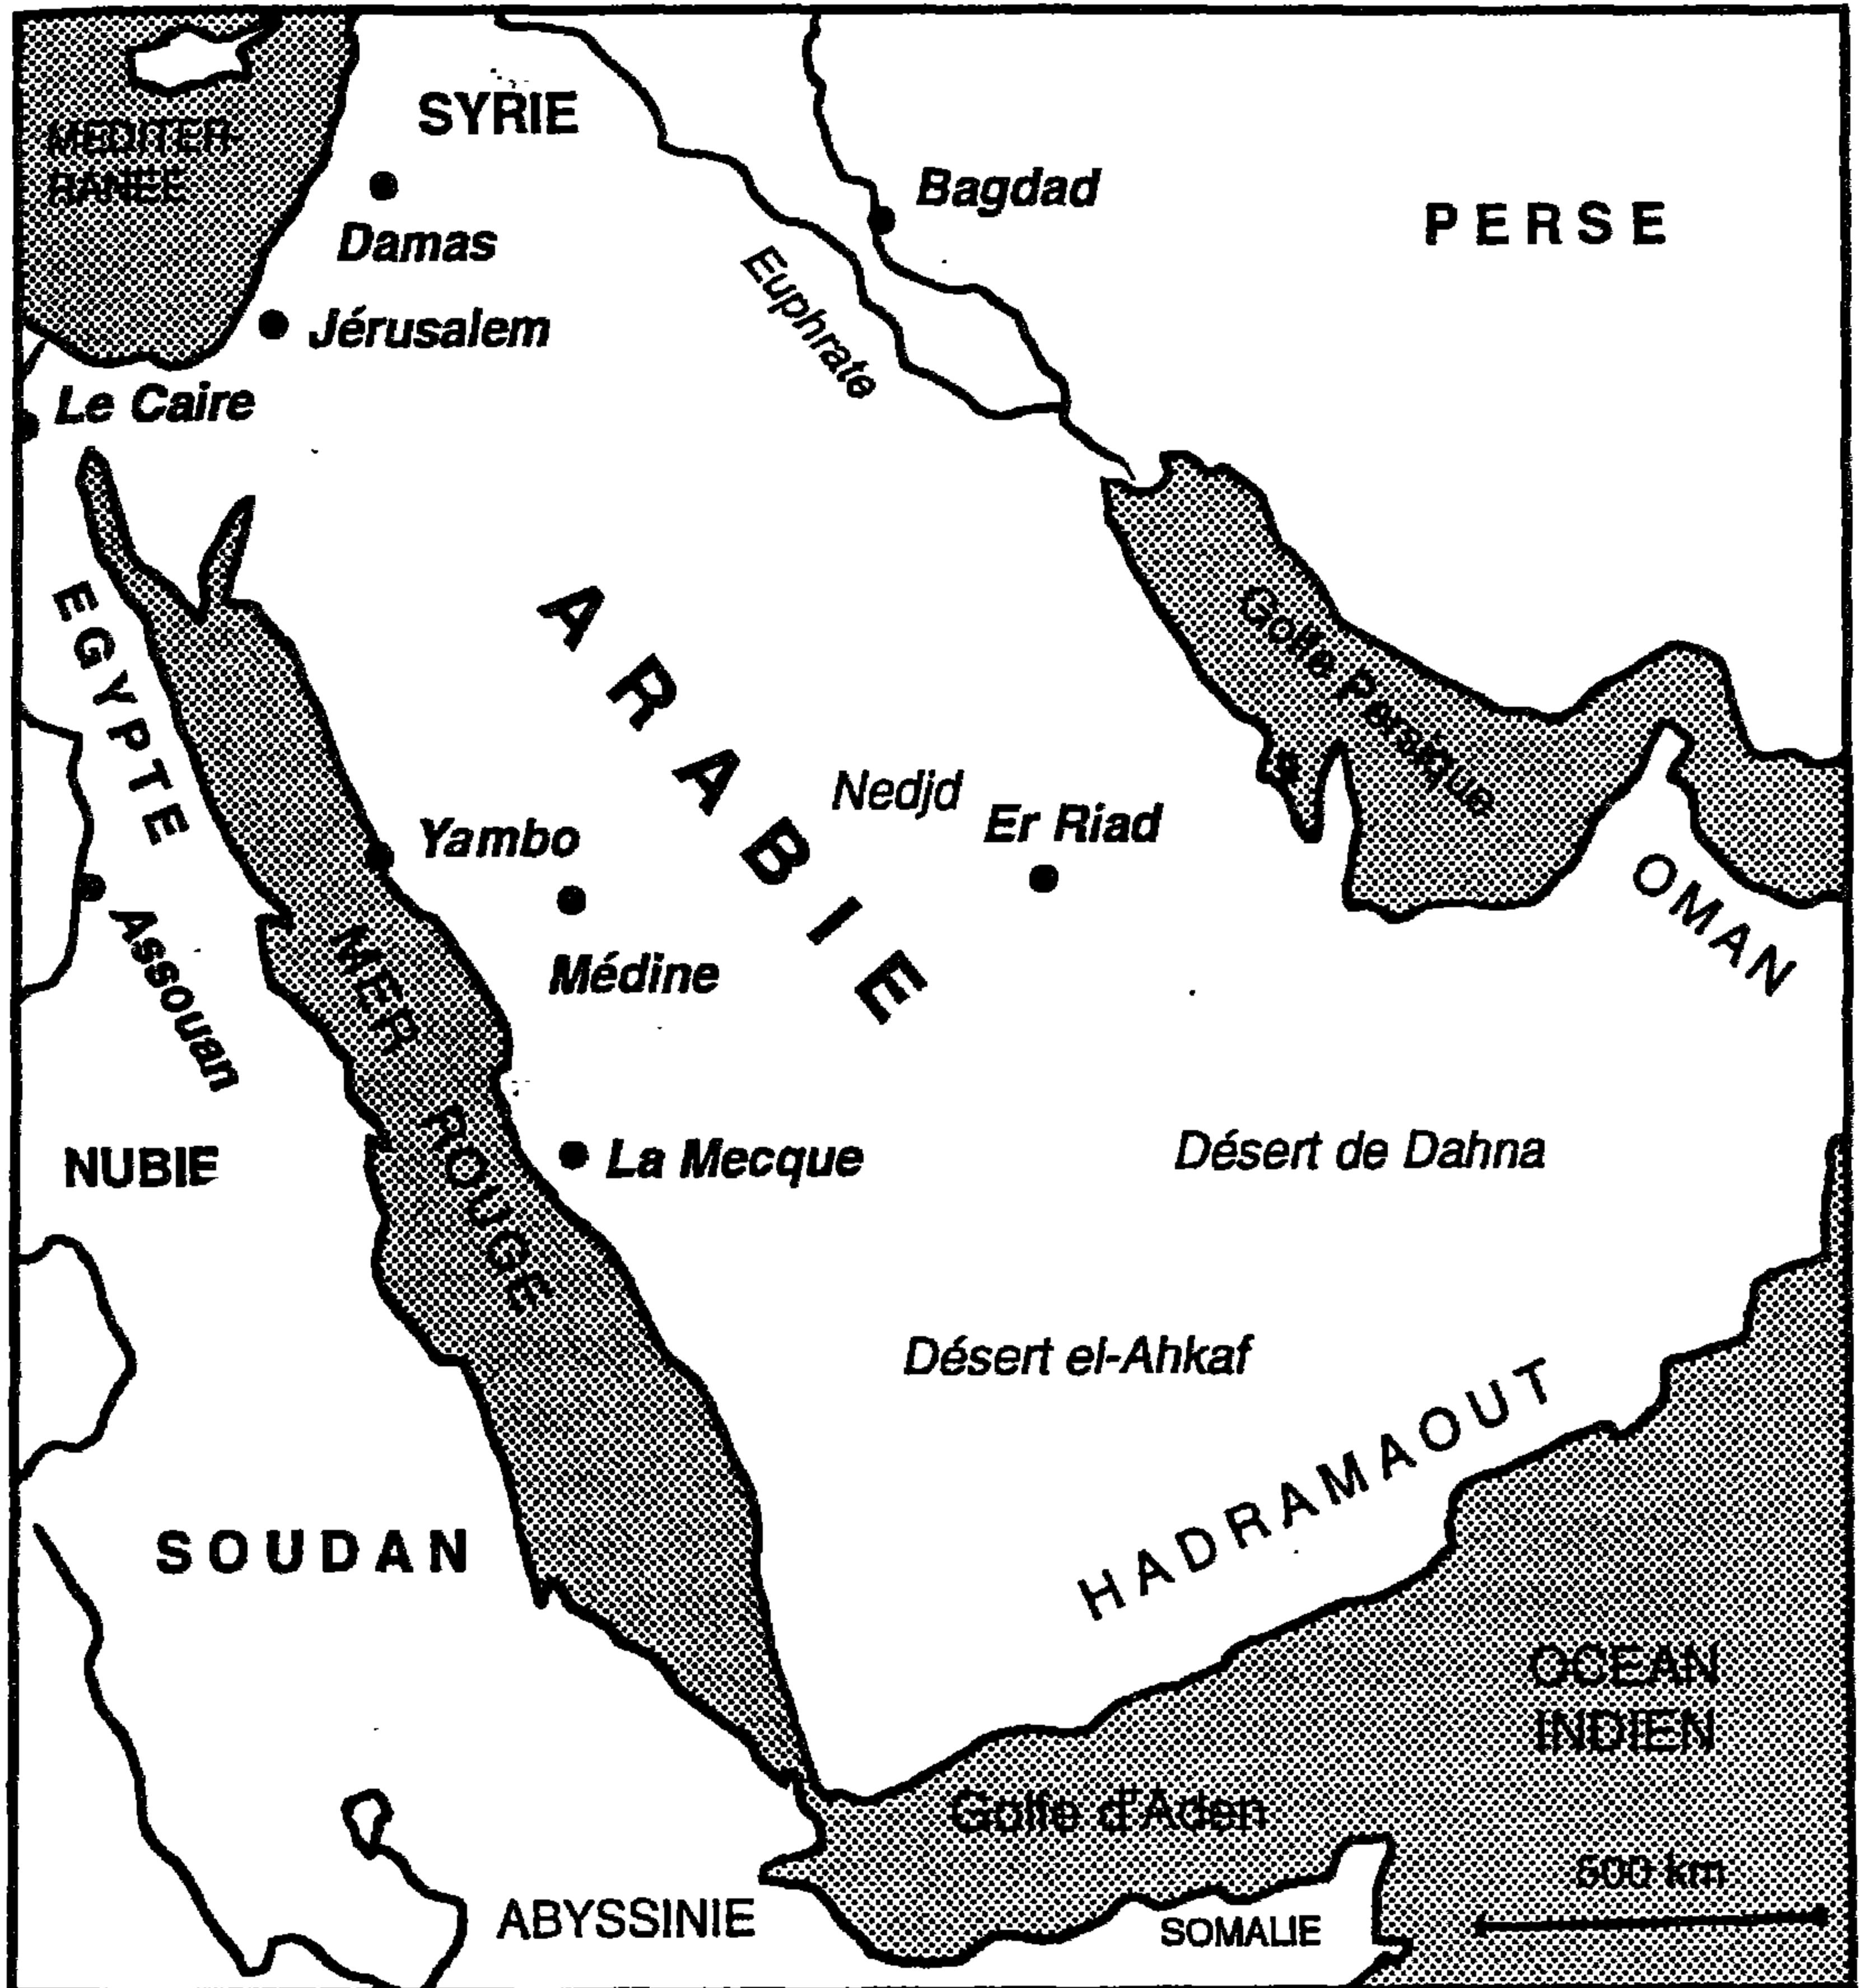 MEDITER-
RANEE
SYRIE
Damas
Bagdad
PERSE
Euphrate
Jérusalem
Le Caire
EGYPTE
ARABIE
Golfe Persique
Nedjd
Er Riad
Yambo
Médine
OMAN
Assouan
MER ROUGE
NUBIE
La Mecque
Désert de Dahna
Désert el-Ahkaf
HADRAMAOUT
SOUDAN
OCEAN
INDIEN
Golfe d'Aden
500 km
ABYSSINIE
SOMALIE